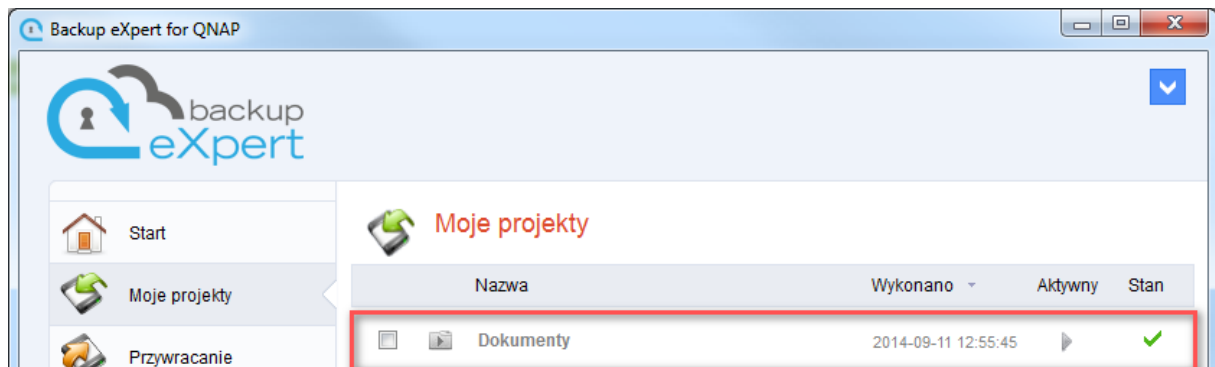 Backup eXpert for QNAP
backup
eXpert
Start
Moje projekty
Przywracanie
Moje projekty
Nazwa Wykonano Aktywny Stan
Dokumenty 2014-09-11 12:55:45